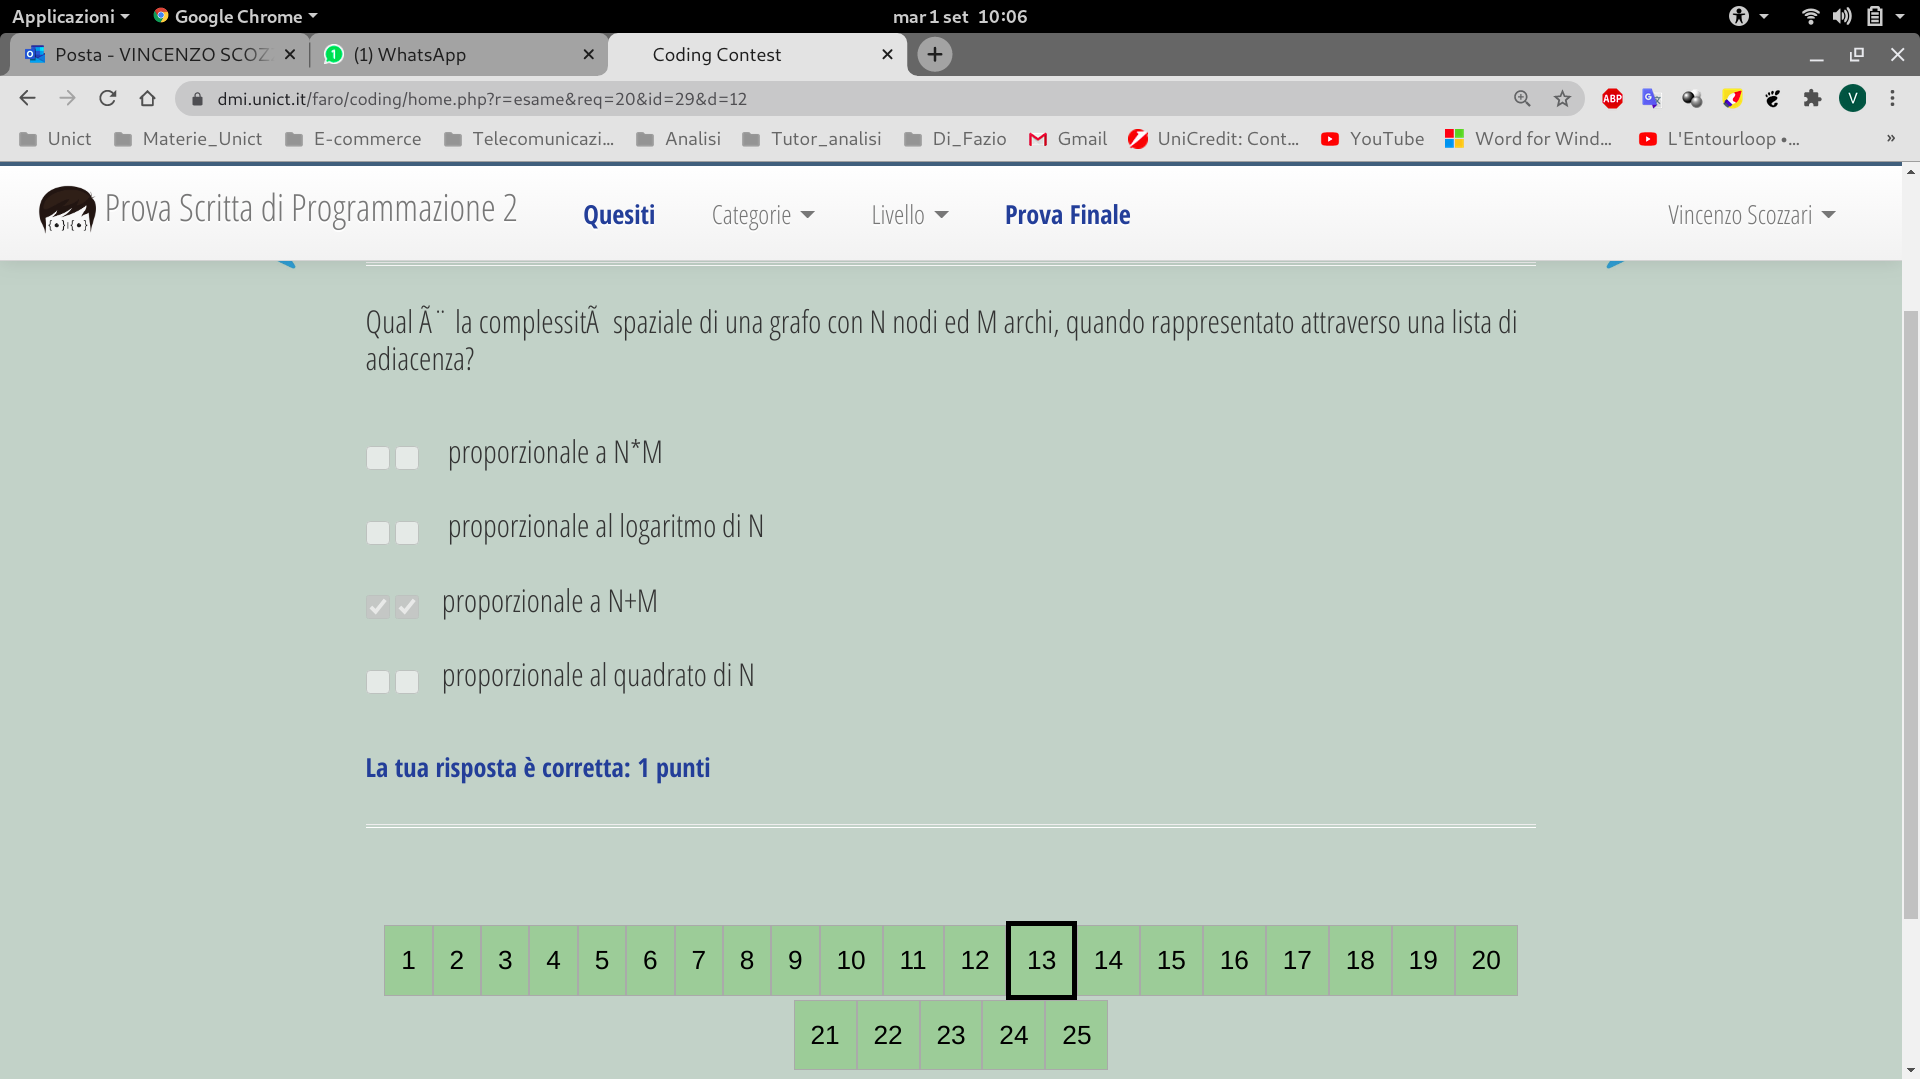 Applicazioni Google Chrome mar 1 set 10:06
Posta - VINCENZO SCOZ (1) WhatsApp Coding Contest
dmi.unict.it/faro/coding/home.php?r=esame&req=20&id=29&d=12 ABP V
Unict Materie_Unict E-commerce Telecomunicazi... Analisi Tutor_analisi Di_Fazio Gmail UniCredit: Cont... YouTube Word for Wind... L'Entourloop •... »
Prova Scritta di Programmazione 2 Quesiti Categorie Livello Prova Finale Vincenzo Scozzari
Qual Ã¨ la complessitÃ spaziale di una grafo con N nodi ed M archi, quando rappresentato attraverso una lista di
adiacenza?
proporzionale a N*M
proporzionale al logaritmo di N
proporzionale a N+M
proporzionale al quadrato di N
La tua risposta è corretta: 1 punti
1 2 3 4 5 6 7 8 9 10 11 12 13 14 15 16 17 18 19 20
21 22 23 24 25